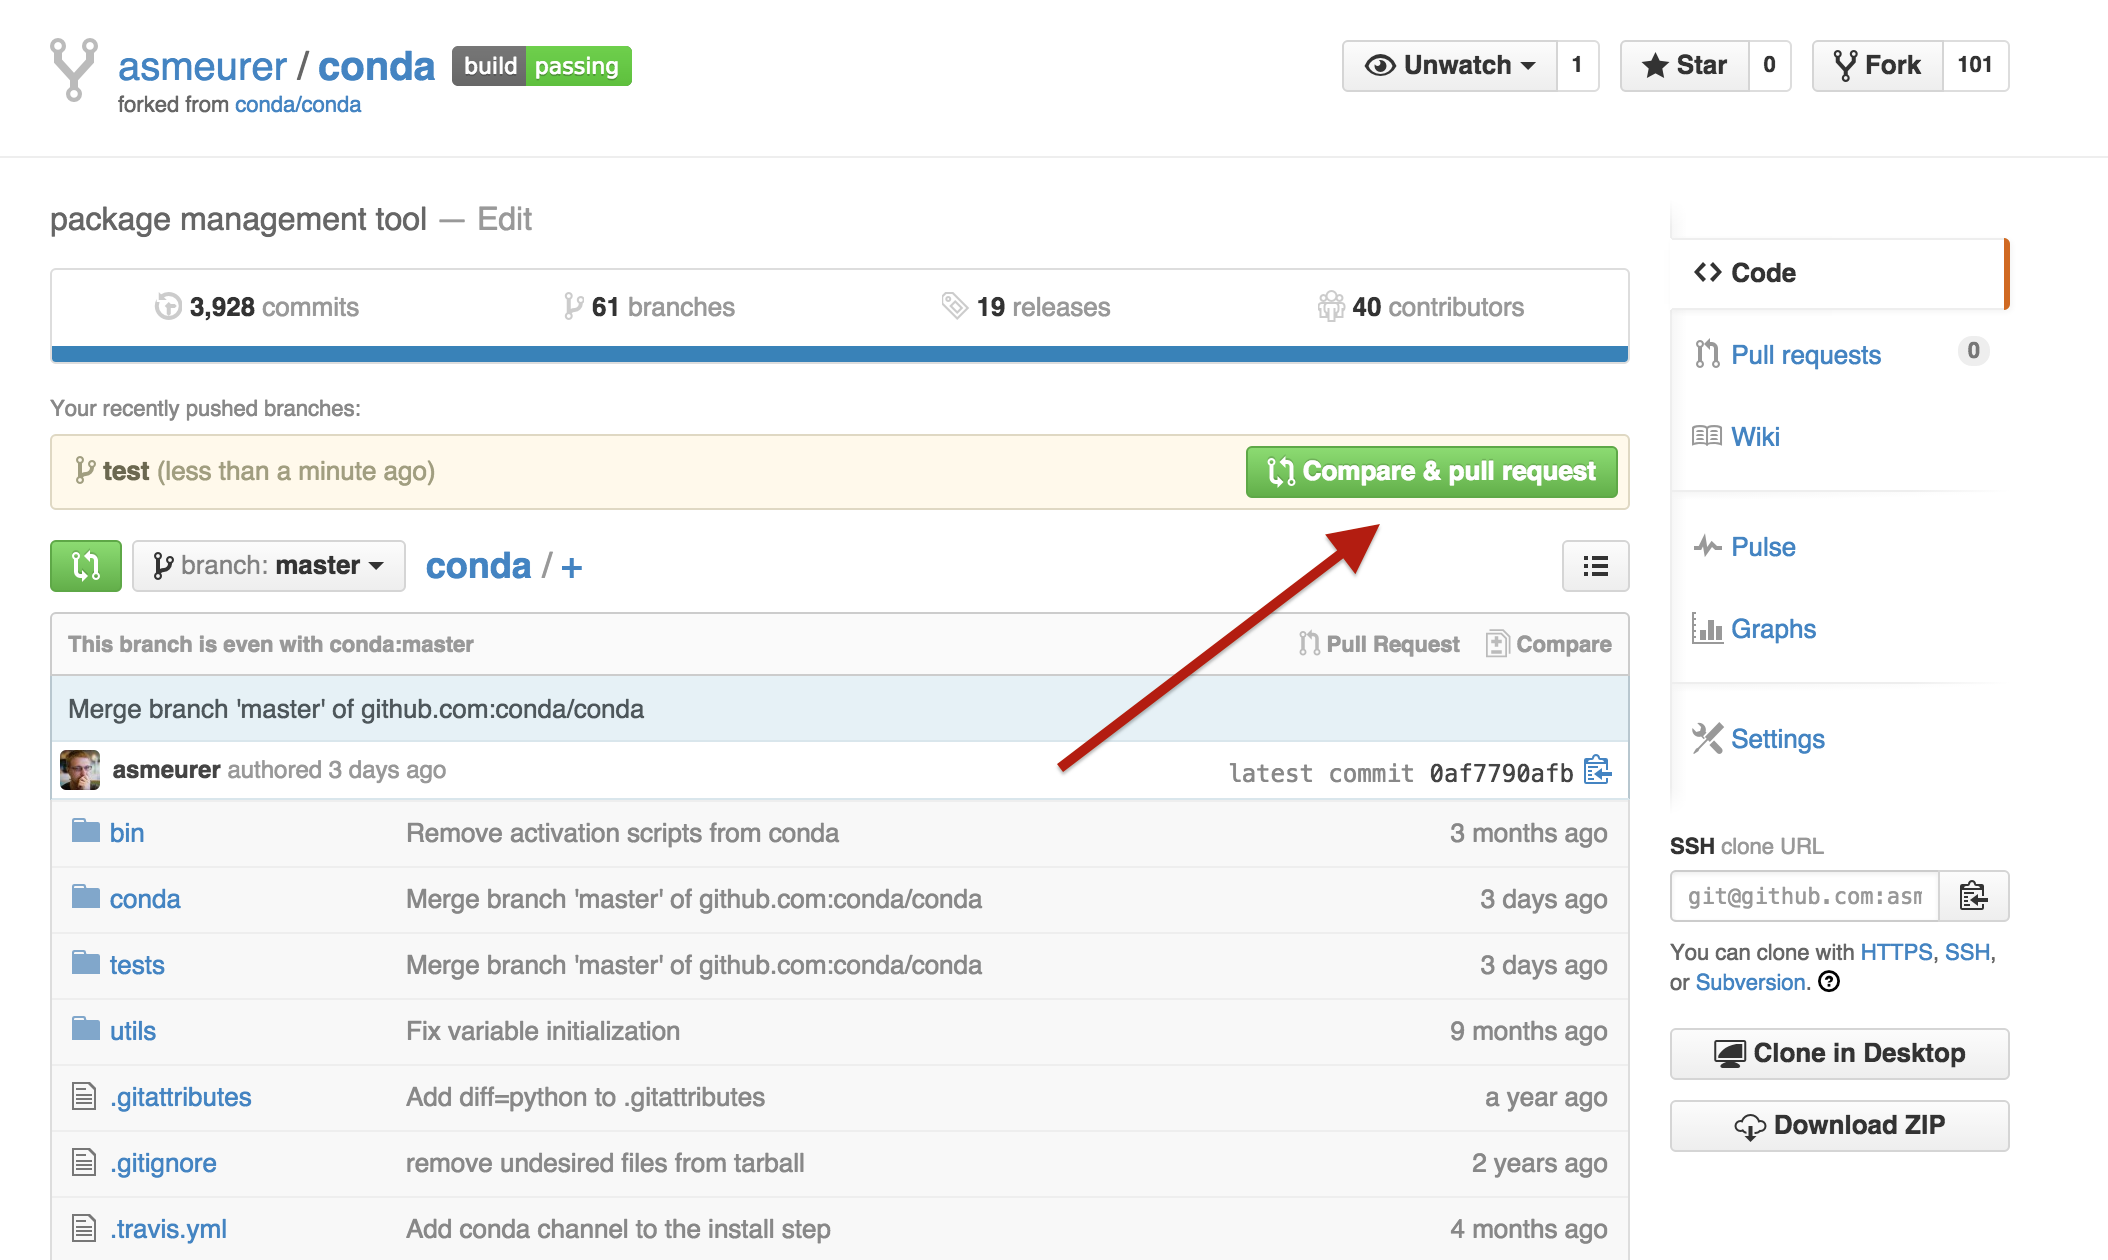 asmeurer / conda build passing
forked from conda/conda
Unwatch 1 Star 0 Fork 101
package management tool — Edit
3,928 commits 61 branches 19 releases 40 contributors
Your recently pushed branches:
test (less than a minute ago) Compare & pull request
branch: master conda / +
This branch is even with conda:master Pull Request Compare
Merge branch 'master' of github.com:conda/conda
asmeurer authored 3 days ago latest commit 0af7790afb
bin Remove activation scripts from conda 3 months ago
conda Merge branch 'master' of github.com:conda/conda 3 days ago
tests Merge branch 'master' of github.com:conda/conda 3 days ago
utils Fix variable initialization 9 months ago
.gitattributes Add diff=python to .gitattributes a year ago
.gitignore remove undesired files from tarball 2 years ago
.travis.yml Add conda channel to the install step 4 months ago
Code
Pull requests 0
Wiki
Pulse
Graphs
Settings
SSH clone URL
git@github.com:asm
You can clone with HTTPS, SSH,
or Subversion.
Clone in Desktop
Download ZIP